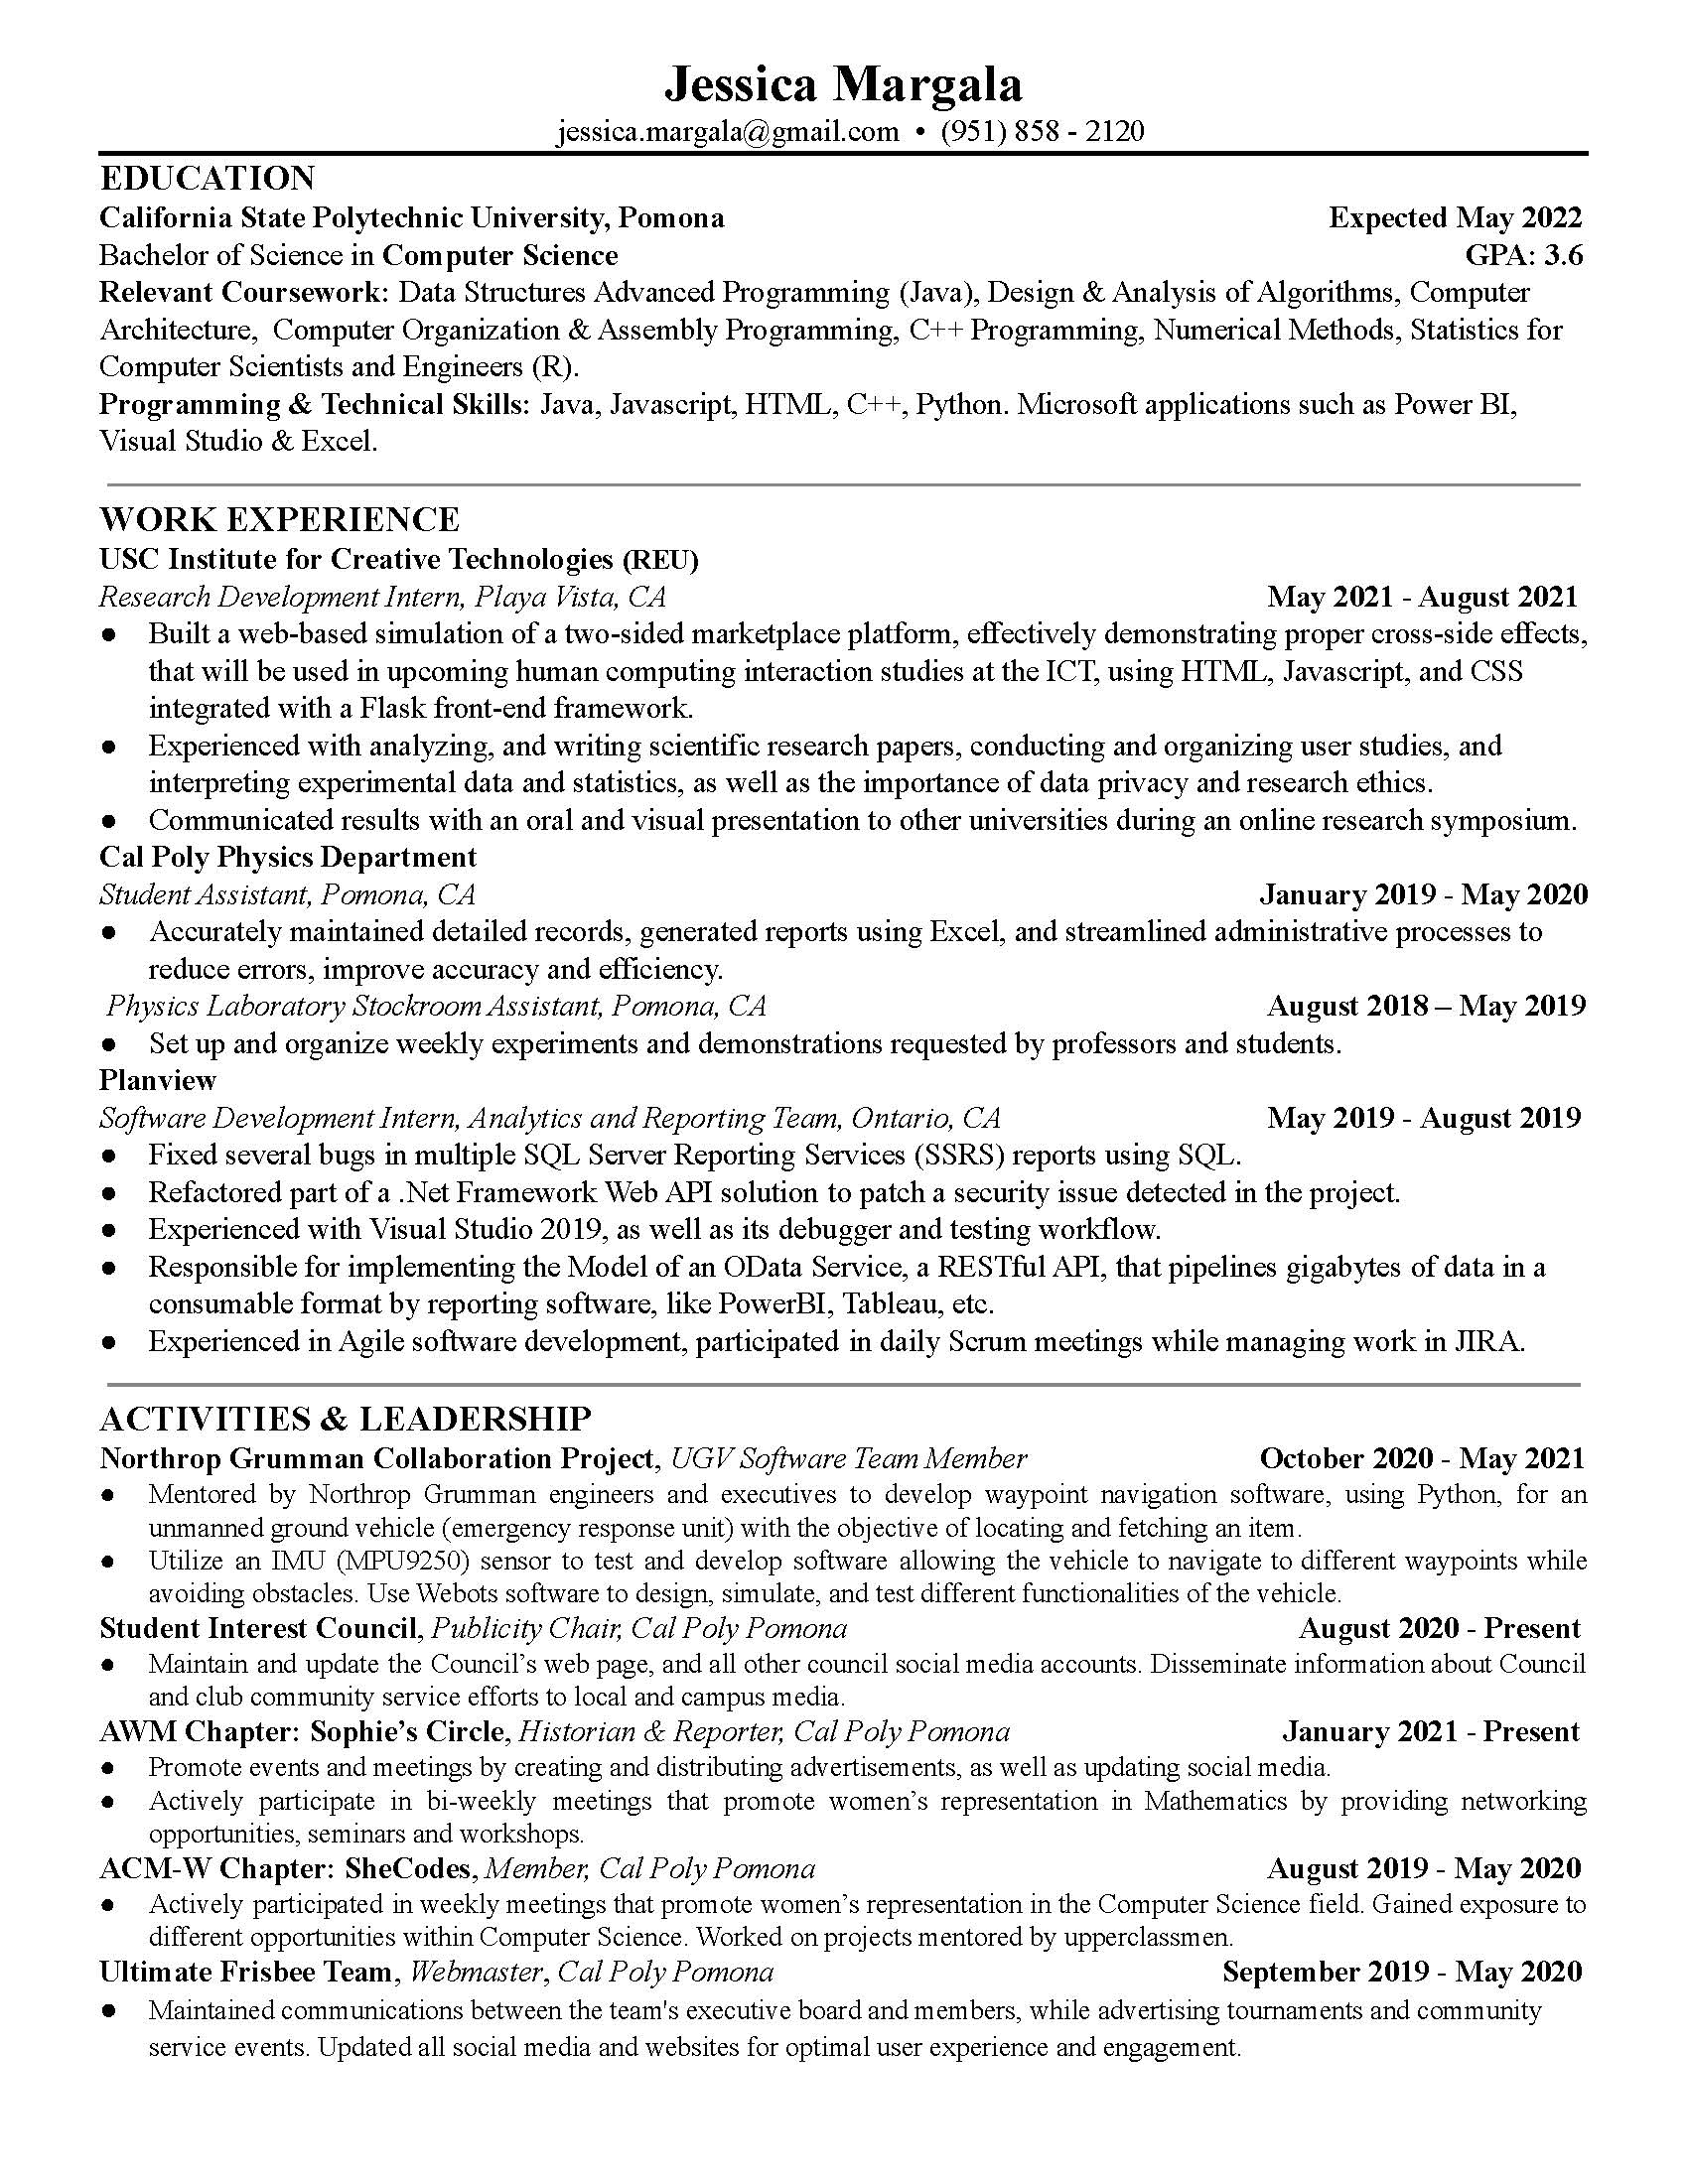 Jessica Margala
jessica.margala@gmail.com • (951) 858 - 2120
EDUCATION
California State Polytechnic University, Pomona Expected May 2022
Bachelor of Science in Computer Science GPA: 3.6
Relevant Coursework: Data Structures Advanced Programming (Java), Design & Analysis of Algorithms, Computer
Architecture, Computer Organization & Assembly Programming, C++ Programming, Numerical Methods, Statistics for
Computer Scientists and Engineers (R).
Programming & Technical Skills: Java, Javascript, HTML, C++, Python. Microsoft applications such as Power BI,
Visual Studio & Excel.
WORK EXPERIENCE
USC Institute for Creative Technologies (REU)
Research Development Intern, Playa Vista, CA May 2021 - August 2021
● Built a web-based simulation of a two-sided marketplace platform, effectively demonstrating proper cross-side effects,
that will be used in upcoming human computing interaction studies at the ICT, using HTML, Javascript, and CSS
integrated with a Flask front-end framework.
● Experienced with analyzing, and writing scientific research papers, conducting and organizing user studies, and
interpreting experimental data and statistics, as well as the importance of data privacy and research ethics.
● Communicated results with an oral and visual presentation to other universities during an online research symposium.
Cal Poly Physics Department
Student Assistant, Pomona, CA January 2019 - May 2020
● Accurately maintained detailed records, generated reports using Excel, and streamlined administrative processes to
reduce errors, improve accuracy and efficiency.
Physics Laboratory Stockroom Assistant, Pomona, CA August 2018 – May 2019
● Set up and organize weekly experiments and demonstrations requested by professors and students.
Planview
Software Development Intern, Analytics and Reporting Team, Ontario, CA May 2019 - August 2019
● Fixed several bugs in multiple SQL Server Reporting Services (SSRS) reports using SQL.
● Refactored part of a .Net Framework Web API solution to patch a security issue detected in the project.
● Experienced with Visual Studio 2019, as well as its debugger and testing workflow.
● Responsible for implementing the Model of an OData Service, a RESTful API, that pipelines gigabytes of data in a
consumable format by reporting software, like PowerBI, Tableau, etc.
● Experienced in Agile software development, participated in daily Scrum meetings while managing work in JIRA.
ACTIVITIES & LEADERSHIP
Northrop Grumman Collaboration Project, UGV Software Team Member October 2020 - May 2021
● Mentored by Northrop Grumman engineers and executives to develop waypoint navigation software, using Python, for an
unmanned ground vehicle (emergency response unit) with the objective of locating and fetching an item.
● Utilize an IMU (MPU9250) sensor to test and develop software allowing the vehicle to navigate to different waypoints while
avoiding obstacles. Use Webots software to design, simulate, and test different functionalities of the vehicle.
Student Interest Council, Publicity Chair, Cal Poly Pomona August 2020 - Present
● Maintain and update the Council’s web page, and all other council social media accounts. Disseminate information about Council
and club community service efforts to local and campus media.
AWM Chapter: Sophie’s Circle, Historian & Reporter, Cal Poly Pomona January 2021 - Present
● Promote events and meetings by creating and distributing advertisements, as well as updating social media.
● Actively participate in bi-weekly meetings that promote women’s representation in Mathematics by providing networking
opportunities, seminars and workshops.
ACM-W Chapter: SheCodes, Member, Cal Poly Pomona August 2019 - May 2020
● Actively participated in weekly meetings that promote women’s representation in the Computer Science field. Gained exposure to
different opportunities within Computer Science. Worked on projects mentored by upperclassmen.
Ultimate Frisbee Team, Webmaster, Cal Poly Pomona September 2019 - May 2020
● Maintained communications between the team's executive board and members, while advertising tournaments and community
service events. Updated all social media and websites for optimal user experience and engagement.